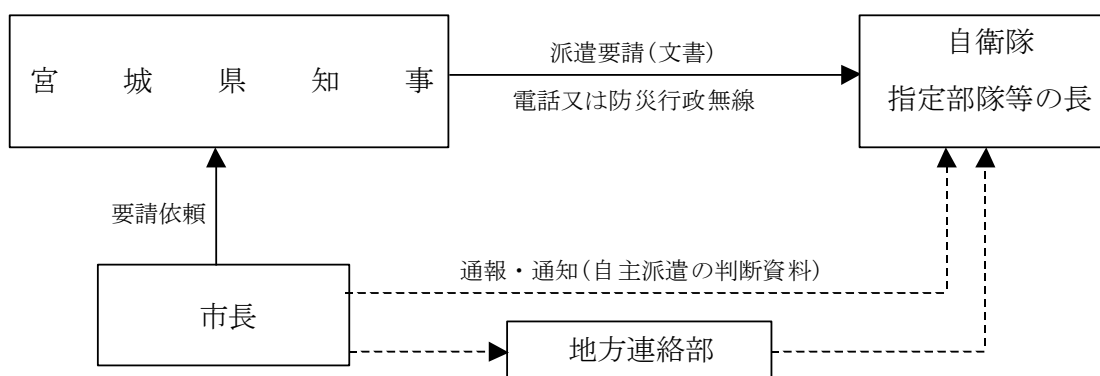 宮城県知事
派遣要請(文書)
電話又は防災行政無線
自衛隊
指定部隊等の長
要請依頼
市長
通報・通知(自主派遣の判断資料)
地方連絡部